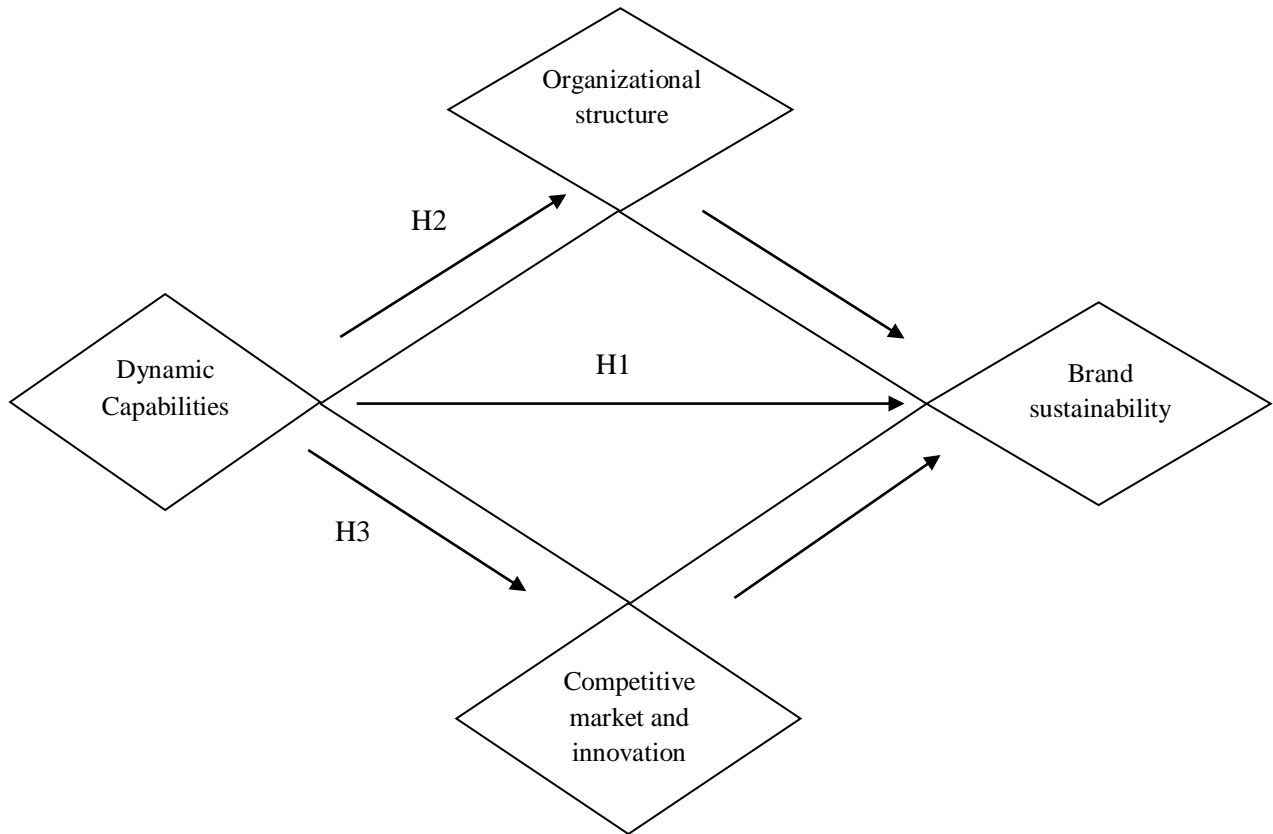 Organizational
structure
H2
H1
Dynamic
Capabilities
Brand
sustainability
H3
Competitive
market and
innovation